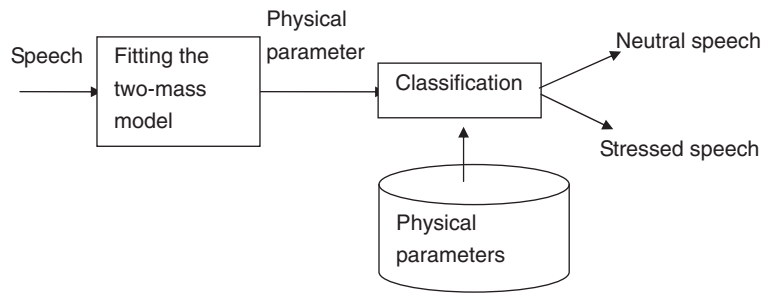 Speech
Fitting the
two-mass
model
Physical
parameter
Classification
Neutral speech
Stressed speech
Physical
parameters